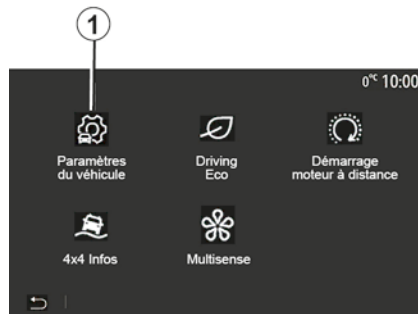 1
0°C 10:00
Paramètres
du véhicule
Driving
Eco
Démarrage
moteur à distance
4x4 Infos
Multisense